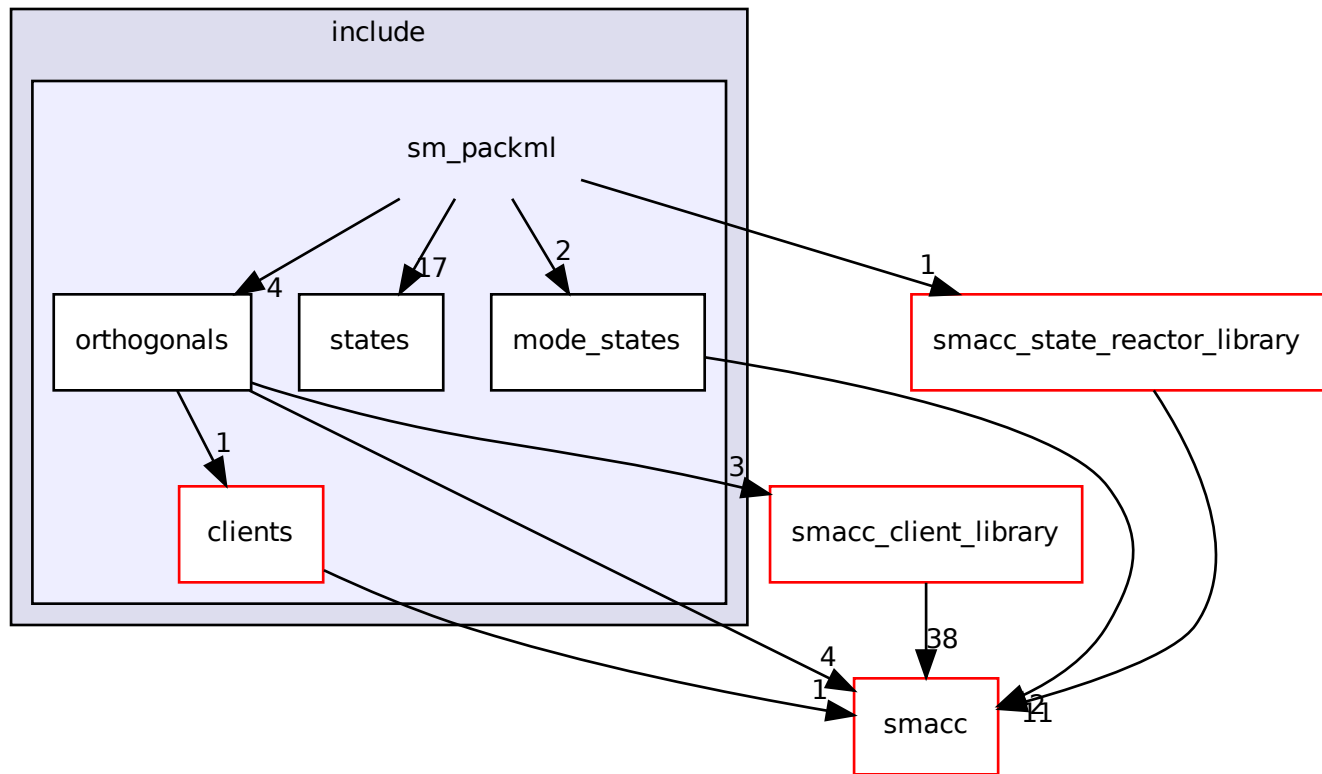 include
sm_packml
4
17
2
1
orthogonals
states
mode_states
smacc_state_reactor_library
1
3
clients
smacc_client_library
38
4
1
2
11
smacc